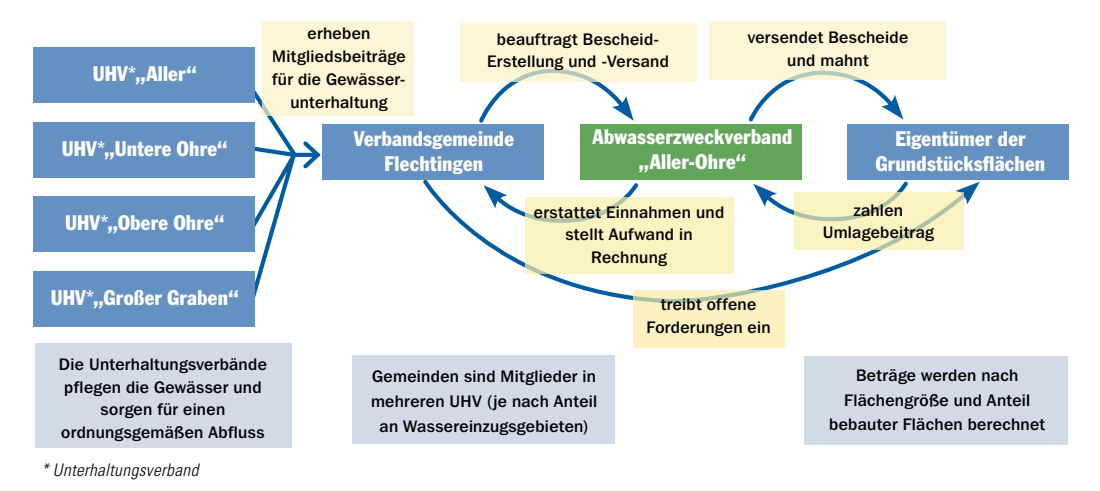 UHV*„Aller“
UHV*„Untere Ohre“
UHV*„Obere Ohre“
UHV*„Großer Graben“
erheben
Mitgliedsbeiträge
für die Gewässer-
unterhaltung
Verbandsgemeinde
Flechtingen
beauftragt Bescheid-
Erstellung und -Versand
Abwasserzweckverband
„Aller-Ohre“
versendet Bescheide
und mahnt
Eigentümer der
Grundstücksflächen
erstattet Einnahmen und
stellt Aufwand in
Rechnung
zahlen
Umlagebeitrag
treibt offene
Forderungen ein
Die Unterhaltungsverbände
pflegen die Gewässer und
sorgen für einen
ordnungsgemäßen Abfluss
Gemeinden sind Mitglieder in
mehreren UHV (je nach Anteil
an Wassereinzugsgebieten)
Beträge werden nach
Flächengröße und Anteil
bebauter Flächen berechnet
* Unterhaltungsverband